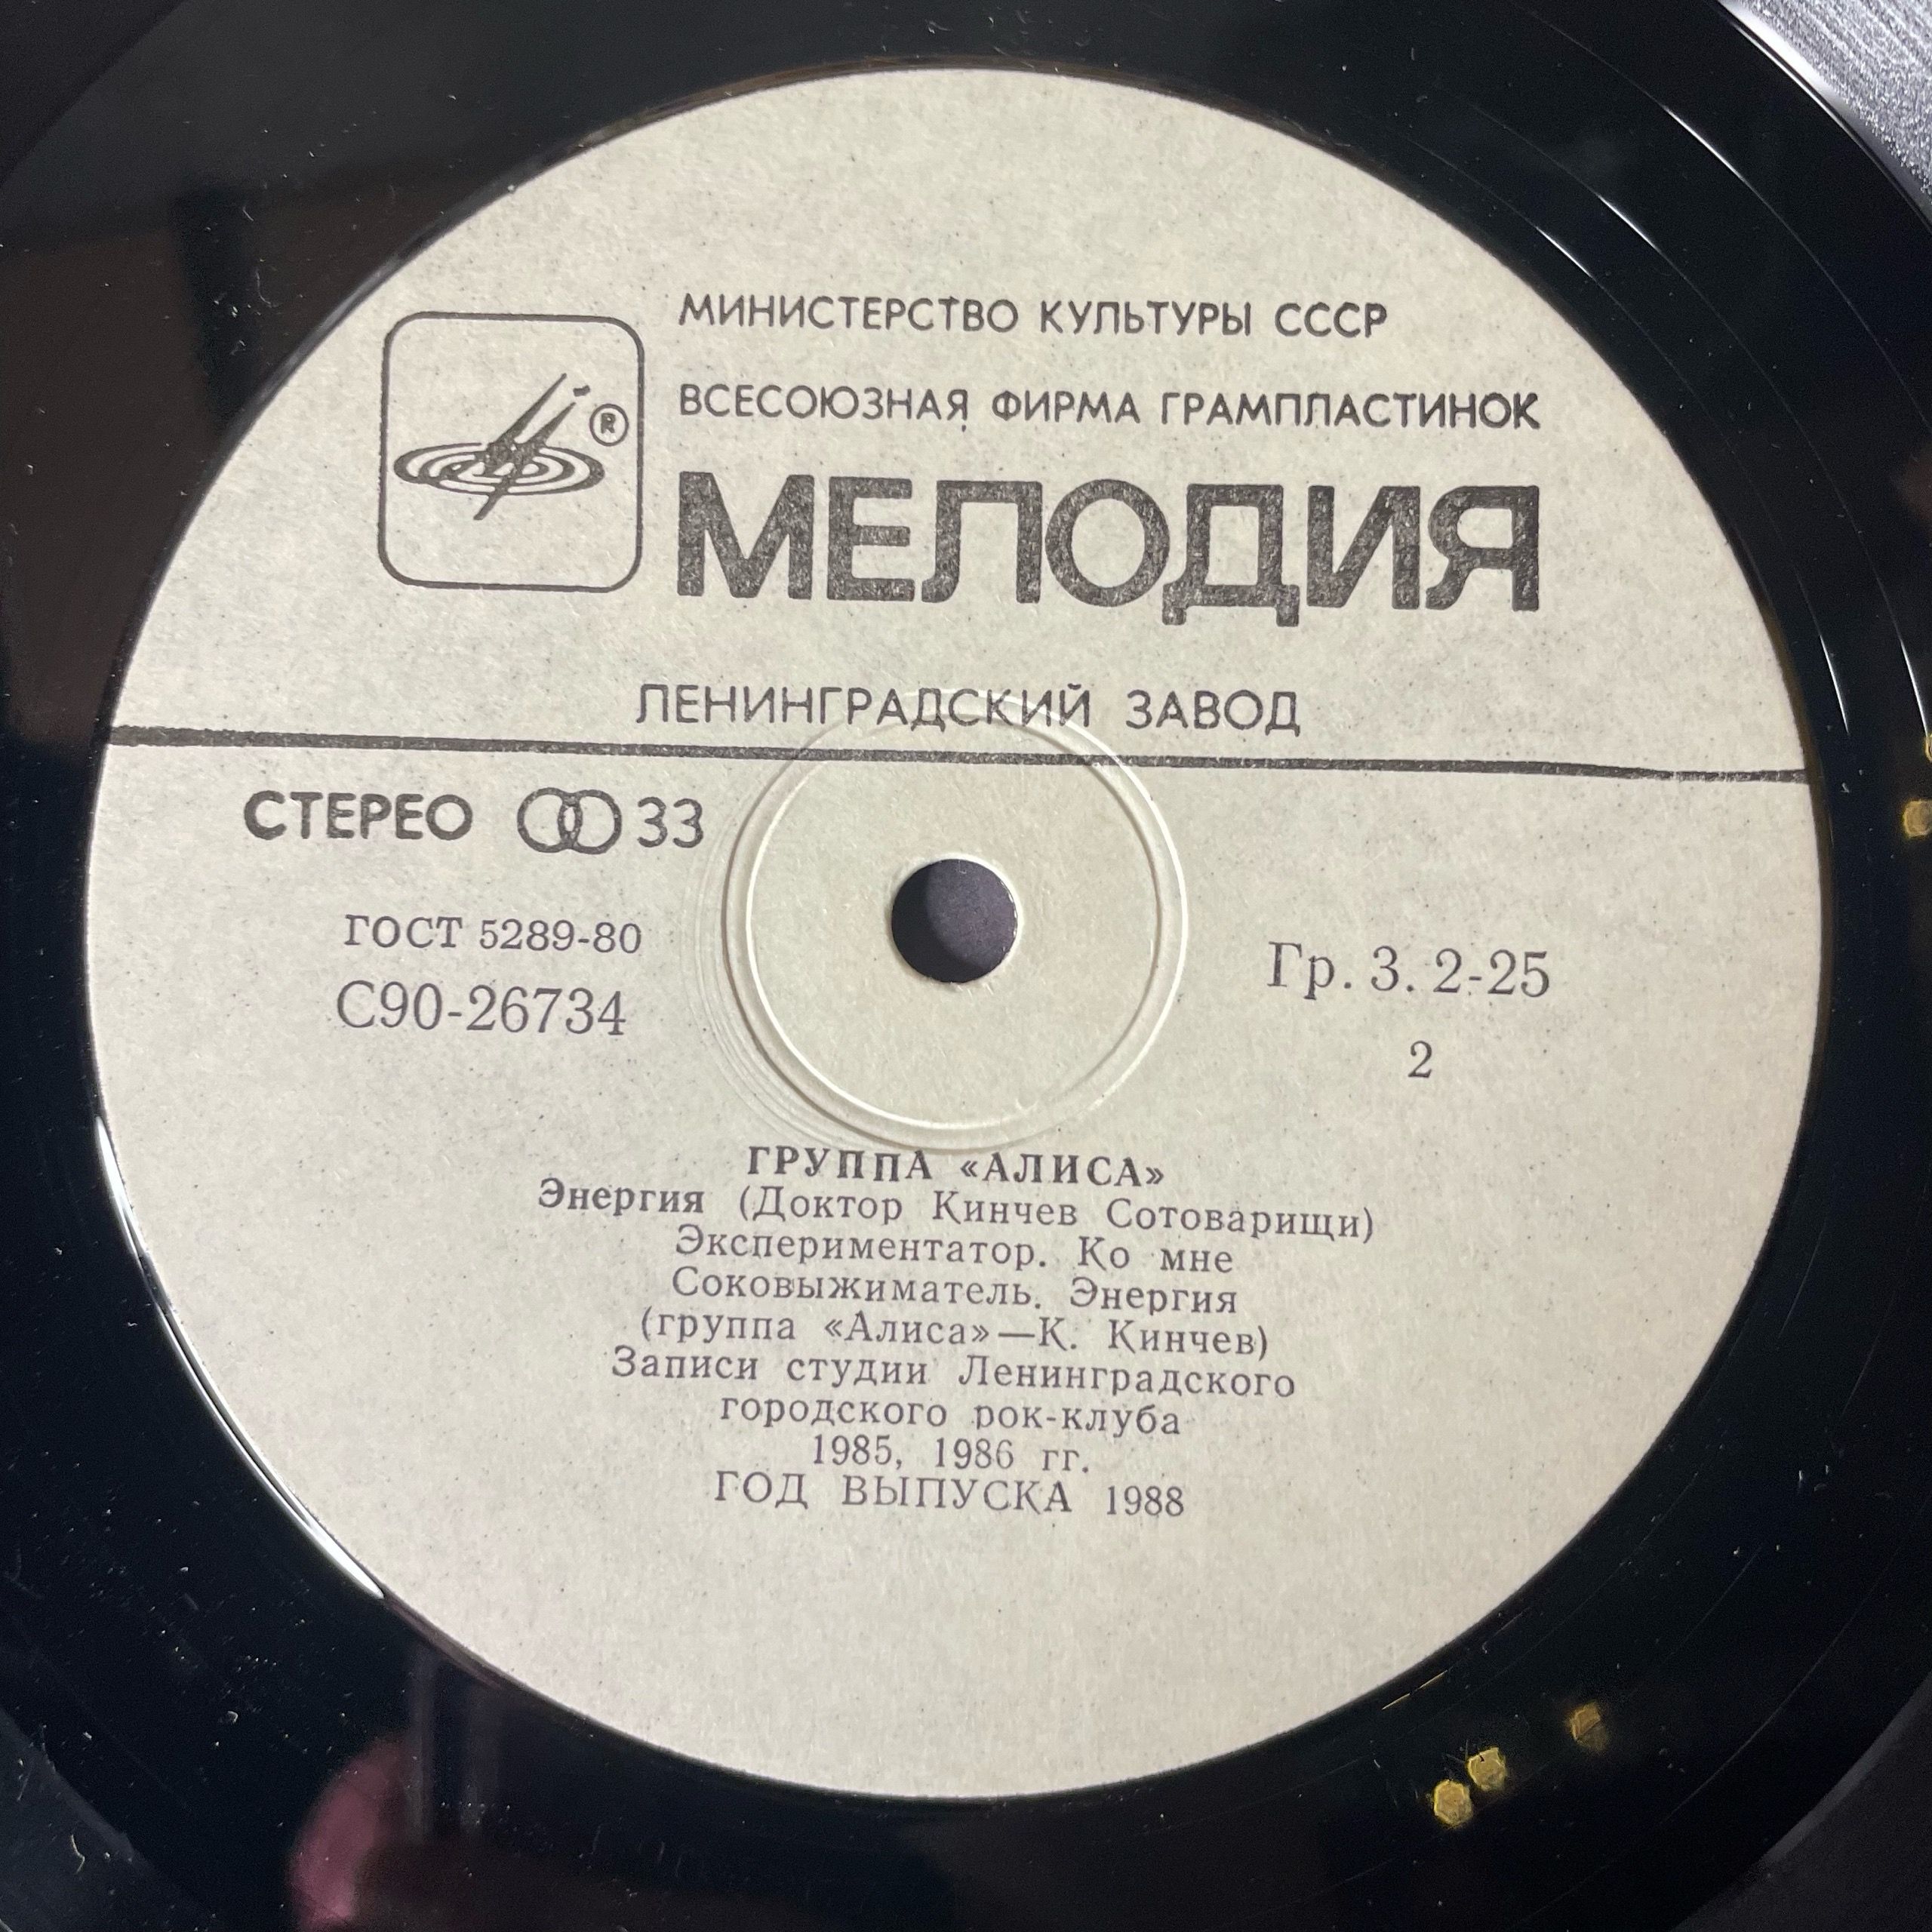 МИНИСТЕРСТВО КУЛЬТУРЫ СССР
ВСЕСОЮЗНАЯ ФИРМА ГРАМПЛАСТИНОК
®
МЕЛОДИЯ
ЛЕНИНГРАДСКИЙ ЗАВОД
СТЕРЕО 33
ГОСТ 5289-80
С90-26734
Гр. 3. 2-25
2
ГРУППА «АЛИСА»
Энергия (Доктор Кинчев Сотоварищи)
Экспериментатор. Ко мне
Соковыжиматель. Энергия
(группа «Алиса»—К. Кинчев)
Записи студии Ленинградского
городского рок-клуба
1985, 1986 гг.
ГОД ВЫПУСКА 1988